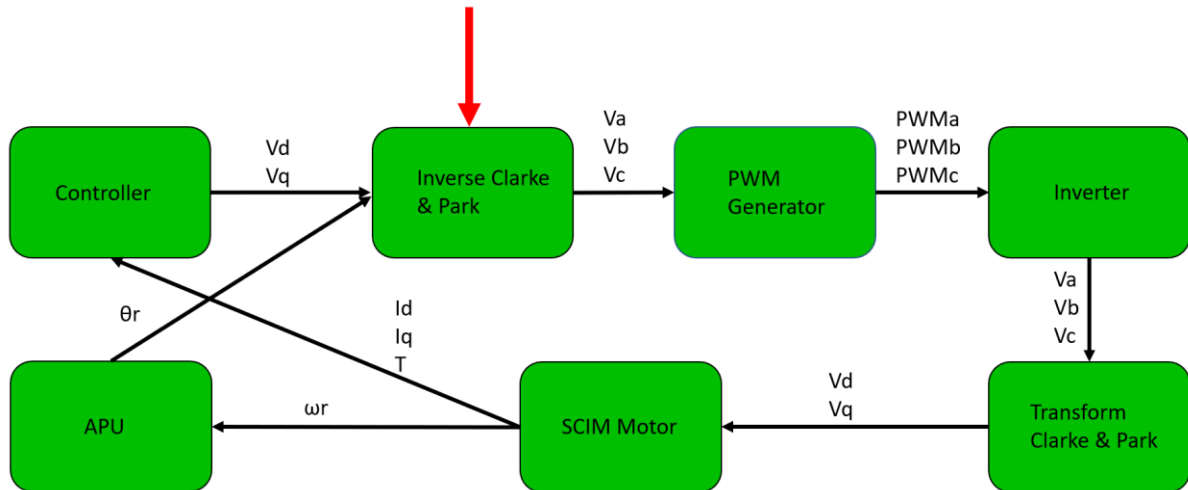 Controller
Vd
Vq
Inverse Clarke
& Park
Va
Vb
Vc
PWM
Generator
PWMa
PWMb
PWMc
Inverter
Va
Vb
Vc
θr
Id
Iq
T
APU
ωr
SCIM Motor
Vd
Vq
Transform
Clarke & Park